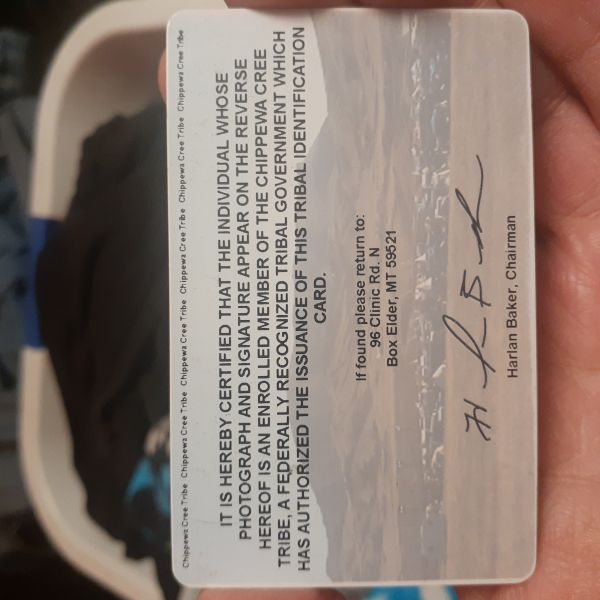 Chippewa Cree Tribe Chippewa Cree Tribe Chippewa Cree Tribe Chippewa Cree Tribe Chippewa Cree Tribe Chippewa Cree Tribe
IT IS HEREBY CERTIFIED THAT THE INDIVIDUAL WHOSE
PHOTOGRAPH AND SIGNATURE APPEAR ON THE REVERSE
HEREOF IS AN ENROLLED MEMBER OF THE CHIPPEWA CREE
TRIBE, A FEDERALLY RECOGNIZED TRIBAL GOVERNMENT WHICH
HAS AUTHORIZED THE ISSUANCE OF THIS TRIBAL IDENTIFICATION
CARD.
If found please return to:
96 Clinic Rd. N
Box Elder, MT 59521
Harlan Baker, Chairman